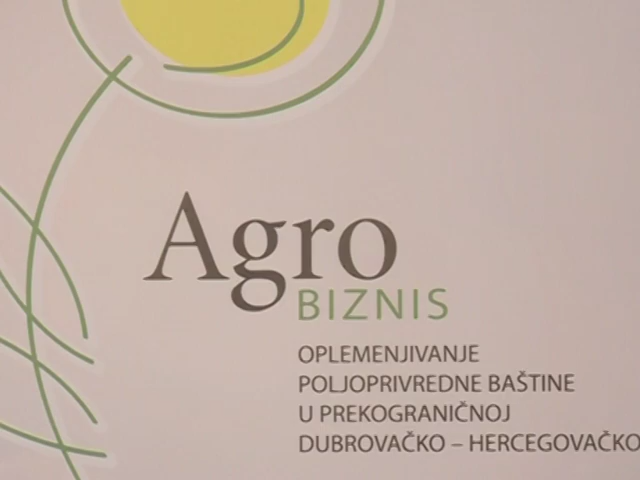 Agro
BIZNIS
OPLEMENJIVANJE
POLJOPRIVREDNE BAŠTINE
U PREKOGRANIČNOJ
DUBROVAČKO – HERCEGOVAČKO